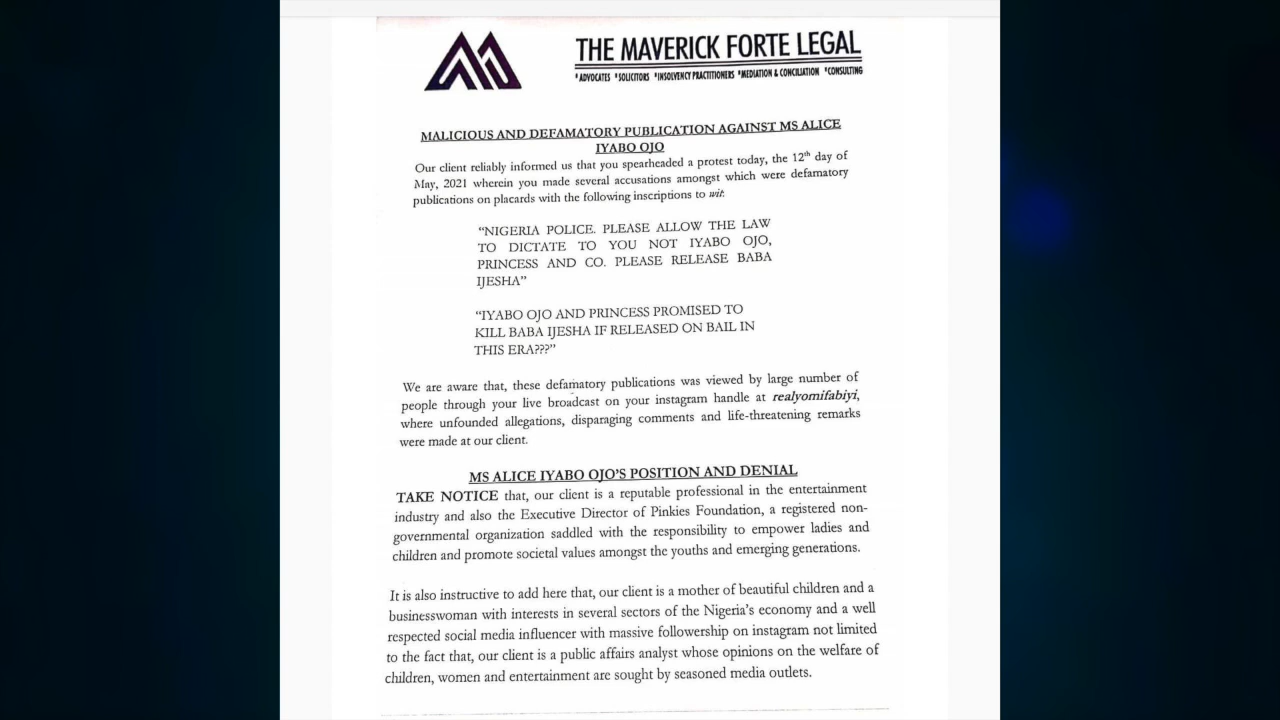 THE MAVERICK FORTE LEGAL
*ADVOCATES *SOLICITORS *INSOLVENCY PRACTITIONERS *MEDIATION & CONCILIATION *CONSULTING
MALICIOUS AND DEFAMATORY PUBLICATION AGAINST MS ALICE
IYABO OJO
Our client reliably informed us that you spearheaded a protest today, the 12th day of
May, 2021 wherein you made several accusations amongst which were defamatory
publications on placards with the following inscriptions to wit:
“NIGERIA POLICE. PLEASE ALLOW THE LAW
TO DICTATE TO YOU NOT IYABO OJO,
PRINCESS AND CO. PLEASE RELEASE BABA
IJESHA”
“IYABO OJO AND PRINCESS PROMISED TO
KILL BABA IJESHA IF RELEASED ON BAIL IN
THIS ERA???”
We are aware that, these defamatory publications was viewed by large number of
people through your live broadcast on your instagram handle at realyomifabiyi,
where unfounded allegations, disparaging comments and life-threatening remarks
were made at our client.
MS ALICE IYABO OJO’S POSITION AND DENIAL
TAKE NOTICE that, our client is a reputable professional in the entertainment
industry and also the Executive Director of Pinkies Foundation, a registered non-
governmental organization saddled with the responsibility to empower ladies and
children and promote societal values amongst the youths and emerging generations.
It is also instructive to add here that, our client is a mother of beautiful children and a
businesswoman with interests in several sectors of the Nigeria’s economy and a well
respected social media influencer with massive followership on instagram not limited
to the fact that, our client is a public affairs analyst whose opinions on the welfare of
children, women and entertainment are sought by seasoned media outlets.